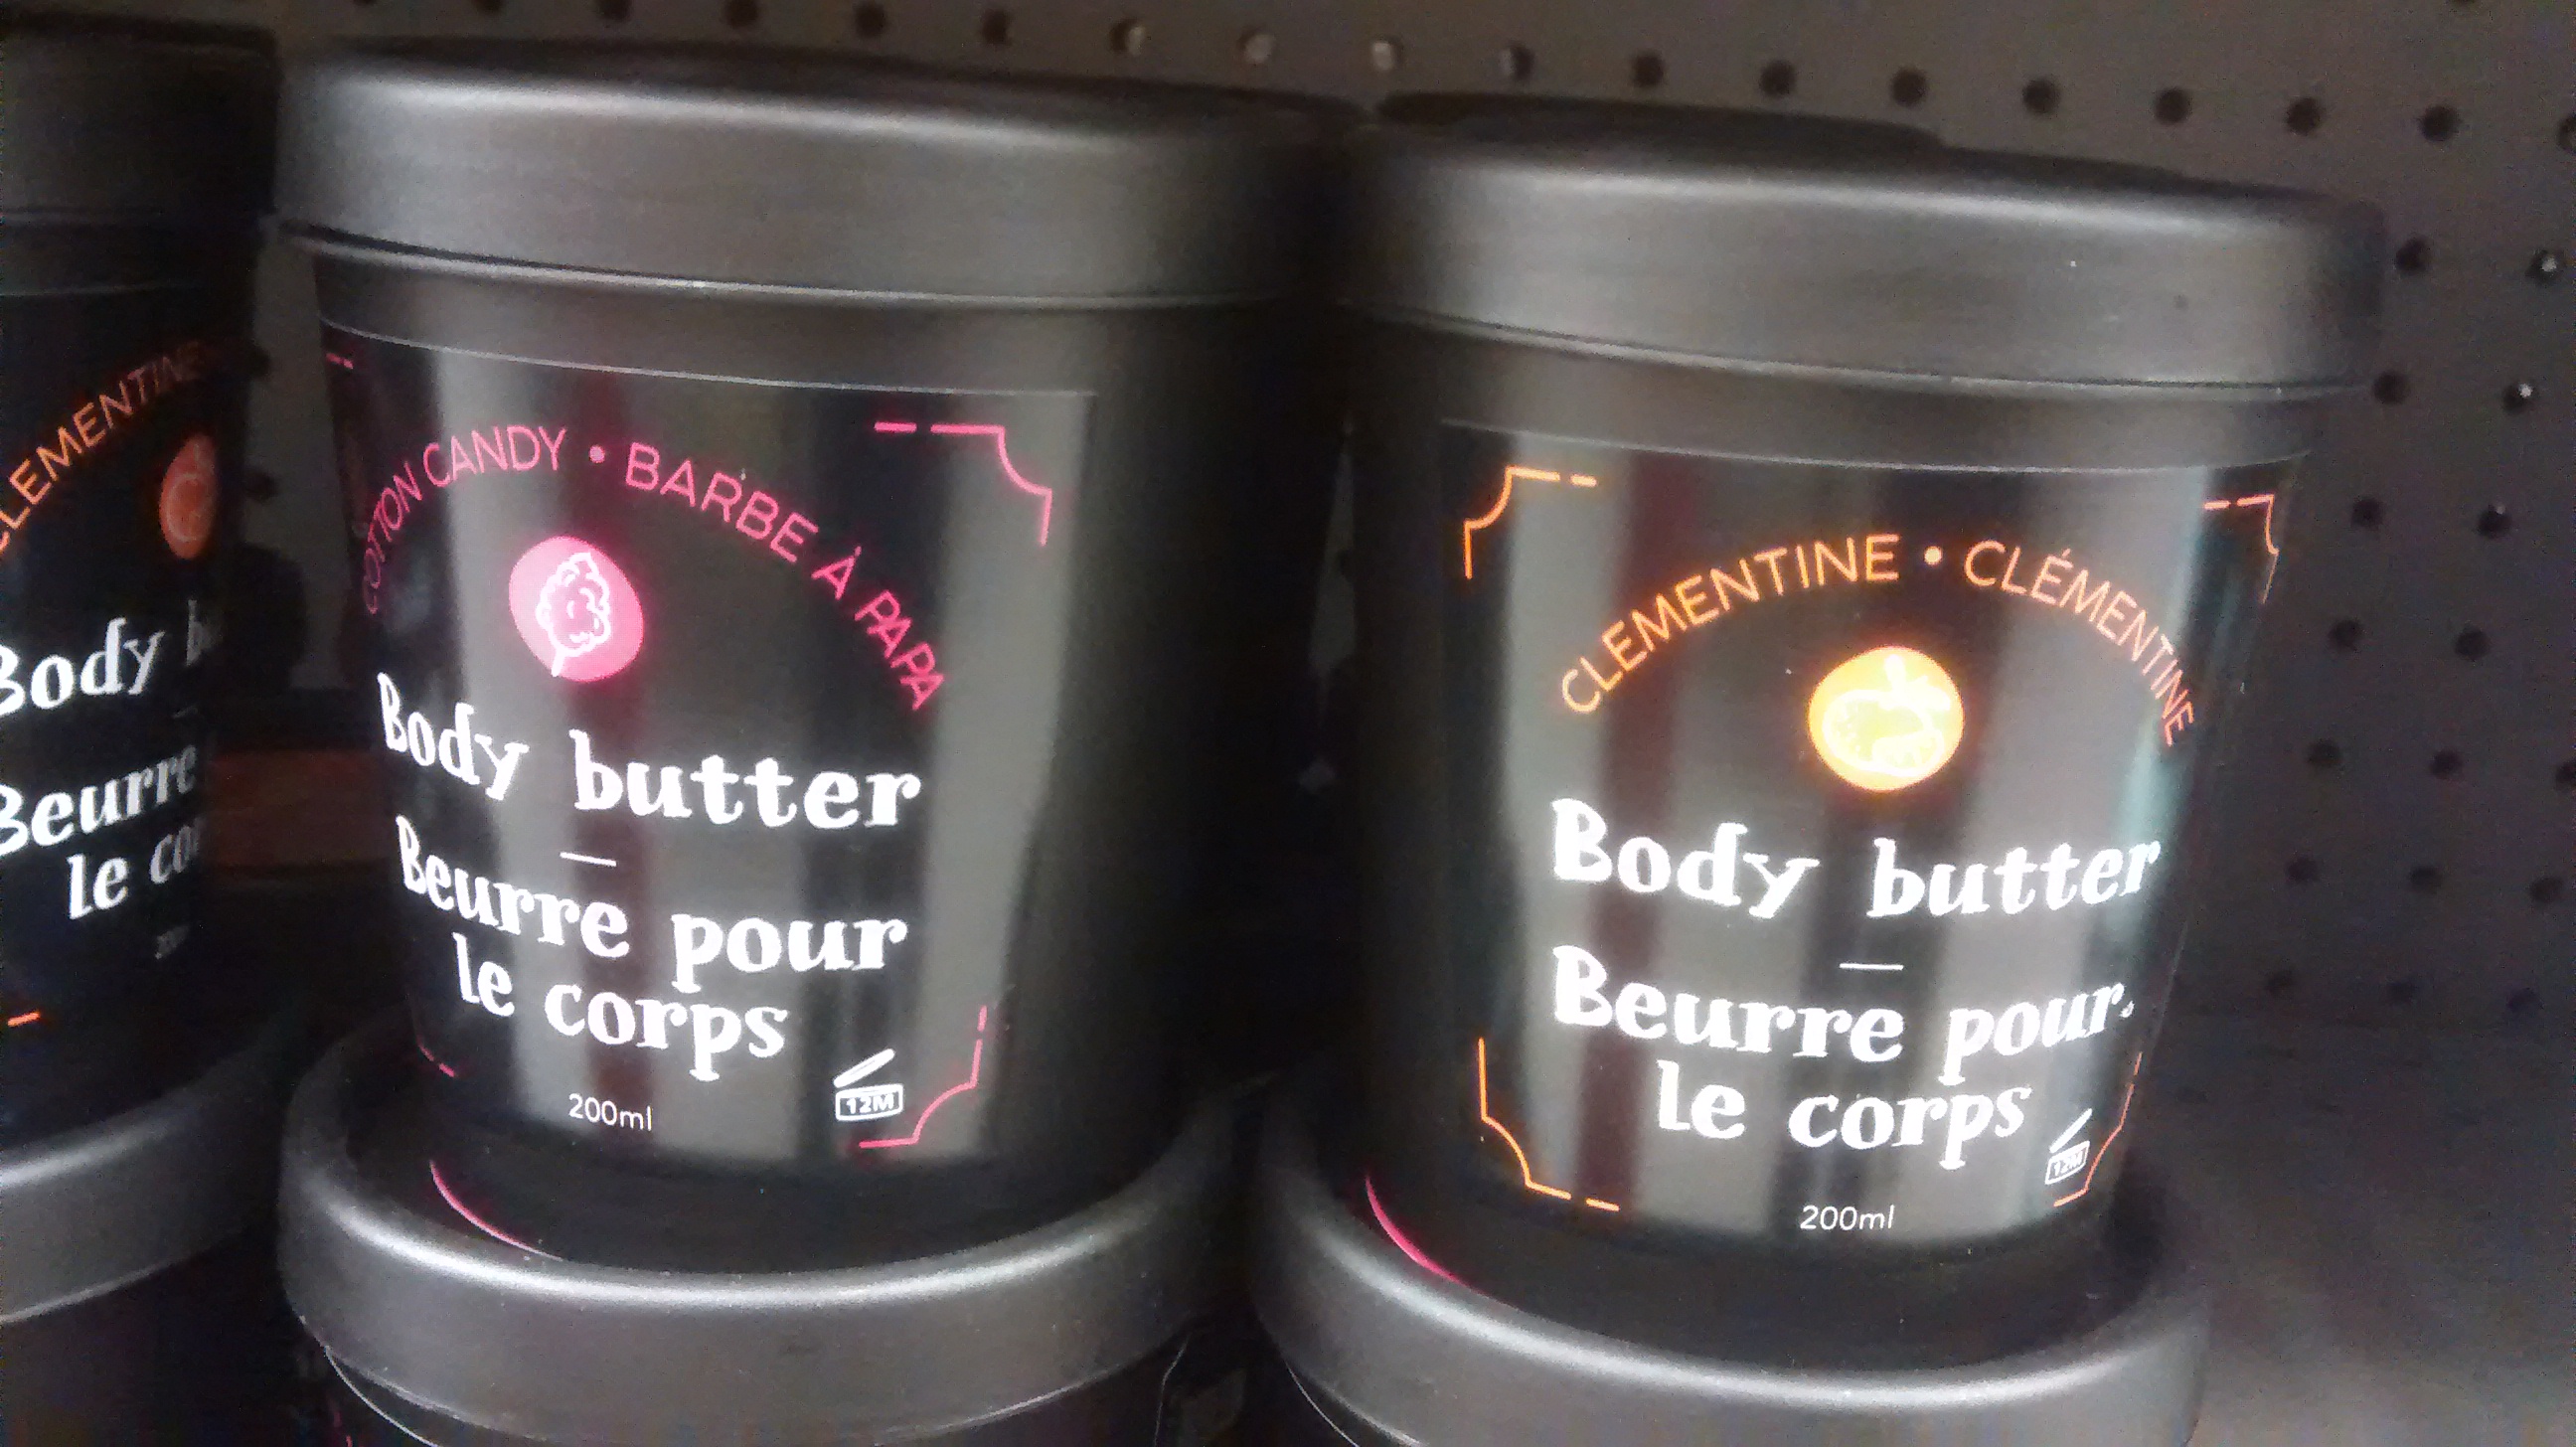 CLEMENTINE
Body
Beurre
le
COTTON CANDY • BARBE À PAPA
Body butter
—
Beurre pour
le corps
12M
200ml
CLEMENTINE • CLÉMENTINE
Body butter
—
Beurre pour
le corps
12M
200ml